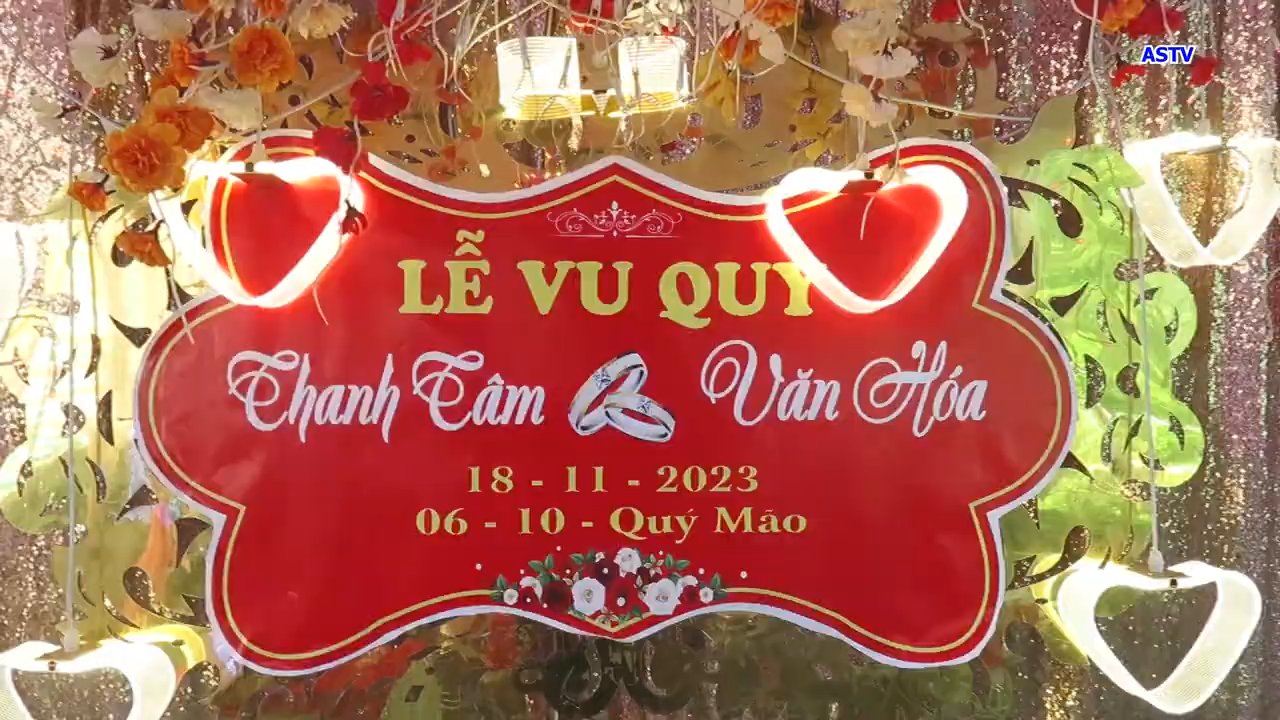 ASTV
LỄ VU QUY
Thanh Tâm Văn Hóa
18 - 11 - 2023
06 - 10 - Quý Mão